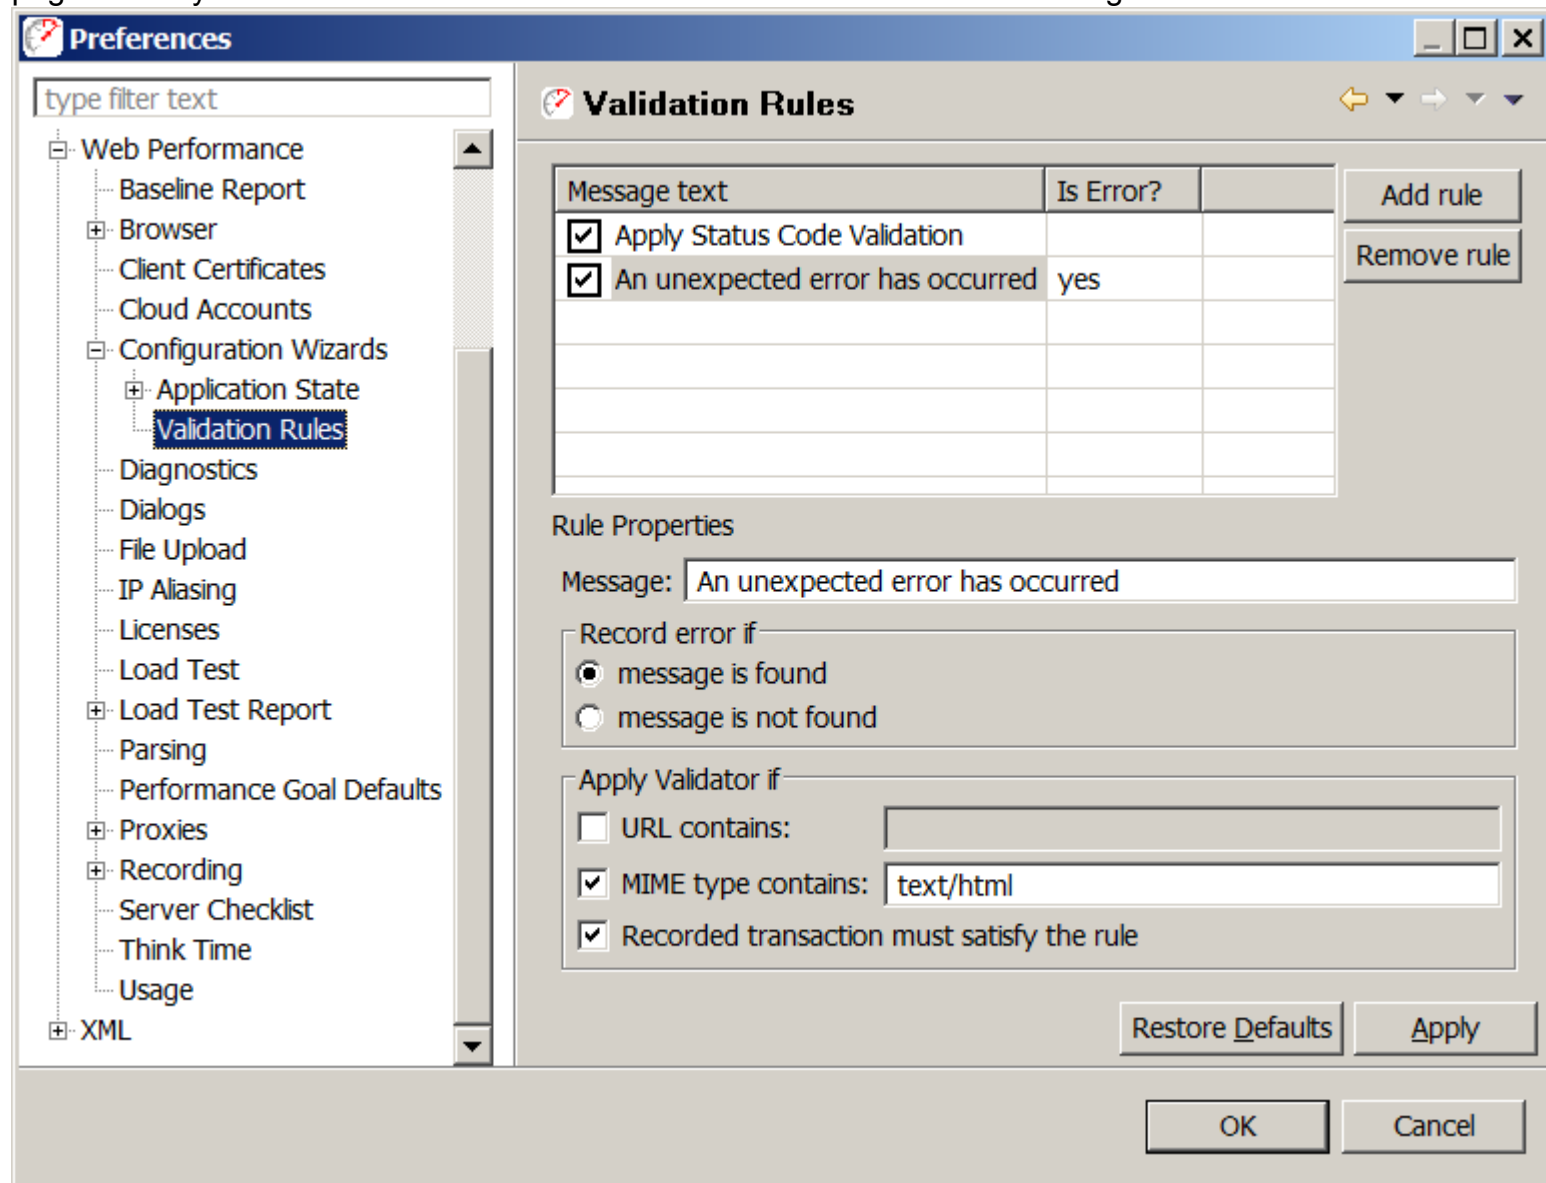 Preferences
type filter text
Web Performance
Baseline Report
Browser
Client Certificates
Cloud Accounts
Configuration Wizards
Application State
Validation Rules
Diagnostics
Dialogs
File Upload
IP Aliasing
Licenses
Load Test
Load Test Report
Parsing
Performance Goal Defaults
Proxies
Recording
Server Checklist
Think Time
Usage
XML
Validation Rules
Message text Is Error?
Apply Status Code Validation
An unexpected error has occurred yes
Add rule
Remove rule
Rule Properties
Message: An unexpected error has occurred
Record error if
message is found
message is not found
Apply Validator if
URL contains:
MIME type contains: text/html
Recorded transaction must satisfy the rule
Restore Defaults Apply
OK Cancel